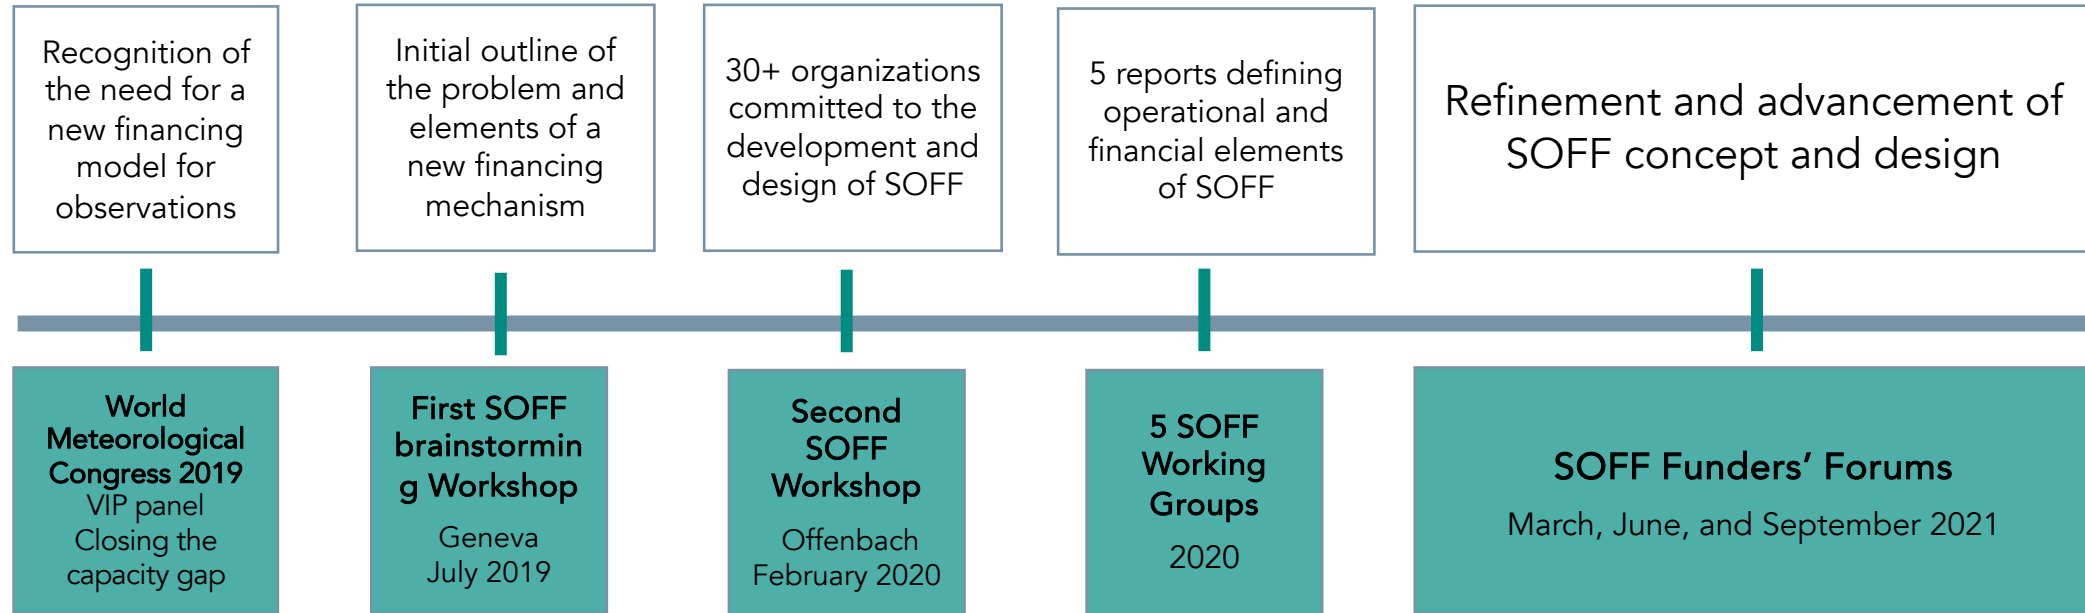 Recognition of
the need for a
new financing
model for
observations
Initial outline of
the problem and
elements of a
new financing
mechanism
30+ organizations
committed to the
development and
design of SOFF
5 reports defining
operational and
financial elements
of SOFF
Refinement and advancement of
SOFF concept and design
World
Meteorological
Congress 2019
VIP panel
Closing the
capacity gap
First SOFF
brainstormin
g Workshop
Geneva
July 2019
Second
SOFF
Workshop
Offenbach
February 2020
5 SOFF
Working
Groups
2020
SOFF Funders’ Forums
March, June, and September 2021